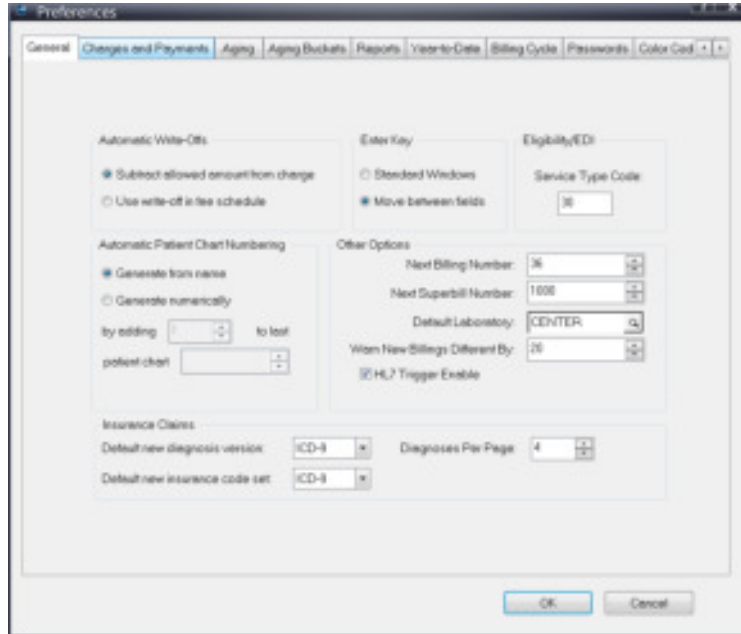 Preferences
General Charges and Payments Aging Aging Buckets Reports Year-to-Date Billing Cycle Passwords Color Cod
Automatic Write-Offs
Subtract allowed amount from charge
Use write-off in fee schedule
Enter Key
Standard Windows
Move between fields
Eligibility/EDI
Service Type Code:
30
Automatic Patient Chart Numbering
Generate from name
Generate numerically
by adding 1 to last
patient chart
Other Options
Next Billing Number: 36
Next Superbill Number: 1000
Default Laboratory: CENTER
Warn New Billings Different By: 20
HL7 Trigger Enable
Insurance Claims
Default new diagnosis version: ICD-9 Diagnoses Per Page: 4
Default new insurance code set: ICD-9
OK Cancel